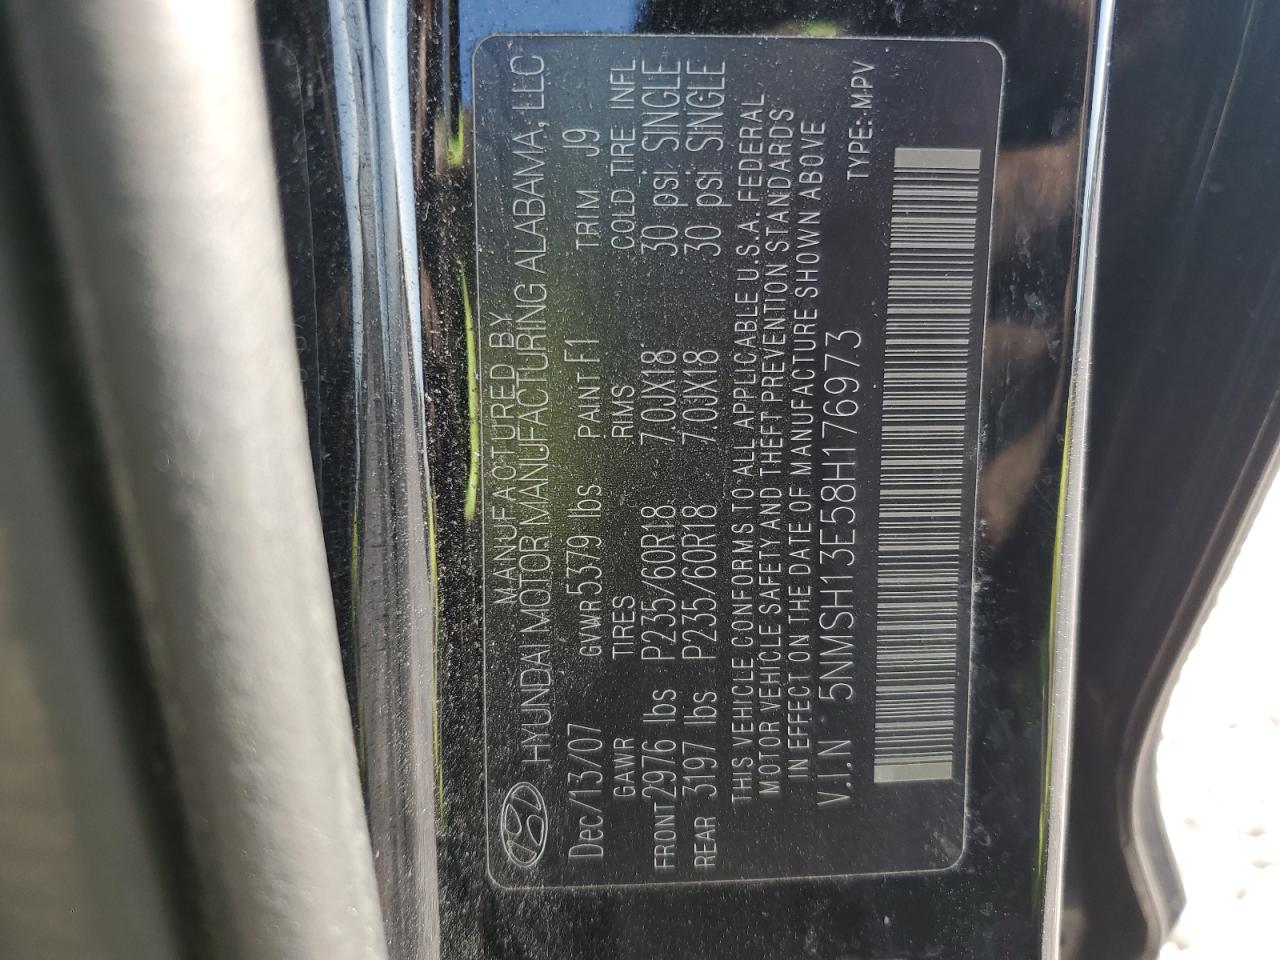 MANUFACTURED BY
HYUNDAI MOTOR MANUFACTURING ALABAMA, LLC
Dec/13/07 GVWR 5379 lbs PAINT F1 TRIM J9
GAWR TIRES RIMS COLD TIRE INFL
FRONT 2976 lbs P235/60R18 7.0JX18 30 psi SINGLE
REAR 3197 lbs P235/60R18 7.0JX18 30 psi SINGLE
THIS VEHICLE CONFORMS TO ALL APPLICABLE U.S.A. FEDERAL
MOTOR VEHICLE SAFETY AND THEFT PREVENTION STANDARDS
IN EFFECT ON THE DATE OF MANUFACTURE SHOWN ABOVE
V.I.N : 5NMSH13E58H176973 TYPE: MPV